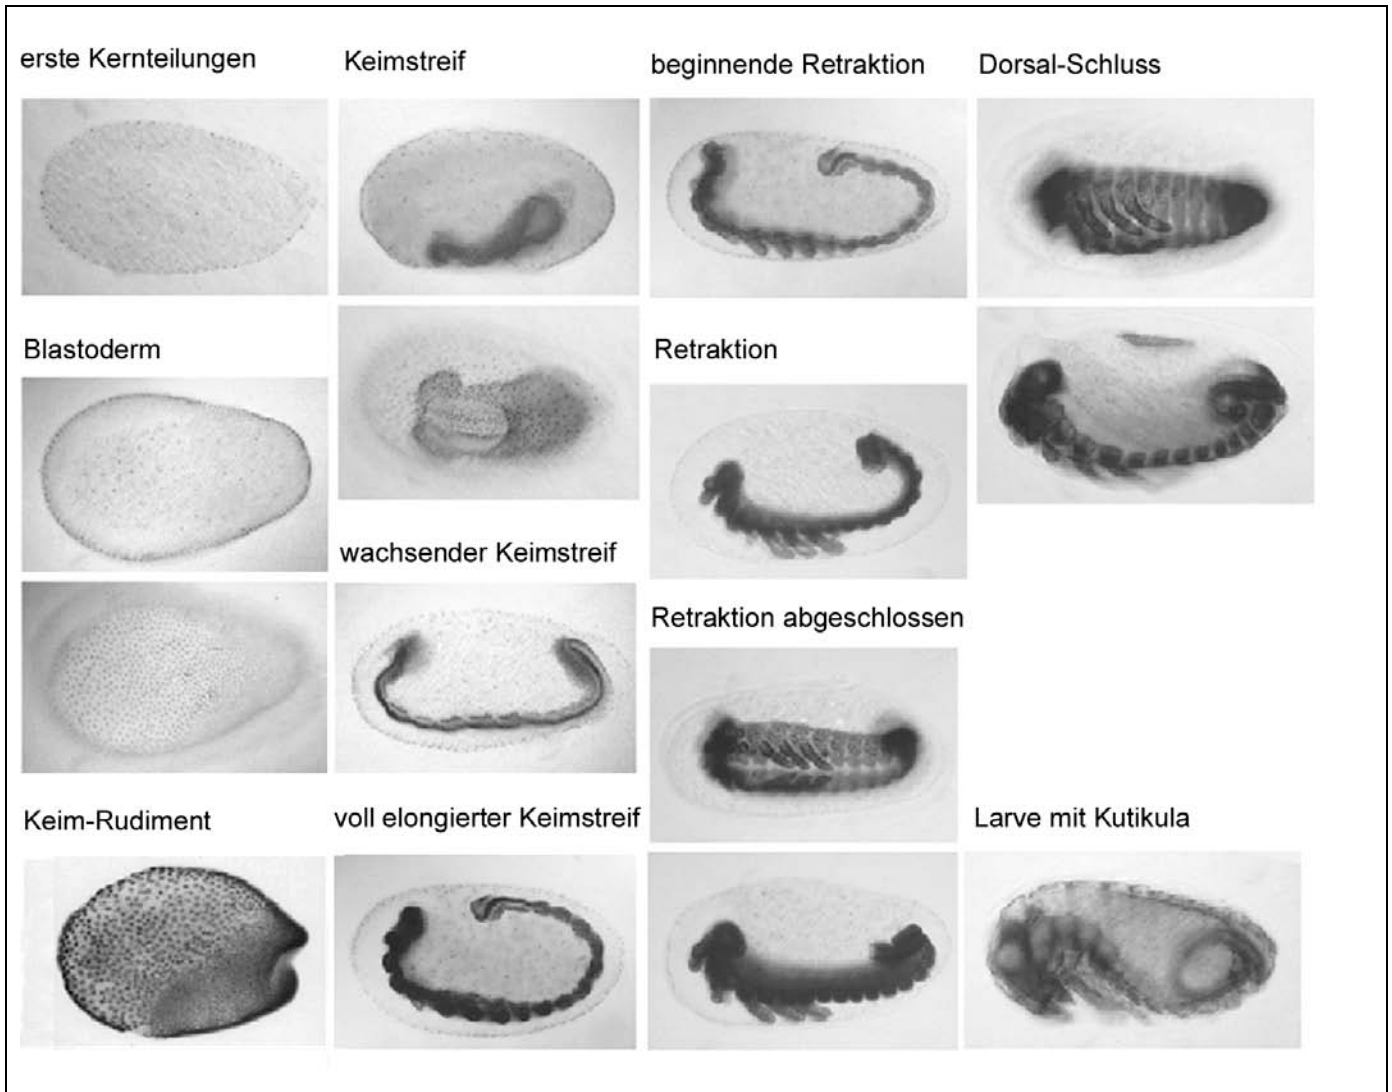 erste Kernteilungen
Blastoderm
Keim-Rudiment
Keimstreif
wachsender Keimstreif
voll elongierter Keimstreif
beginnende Retraktion
Retraktion
Retraktion abgeschlossen
Dorsal-Schluss
Larve mit Kutikula